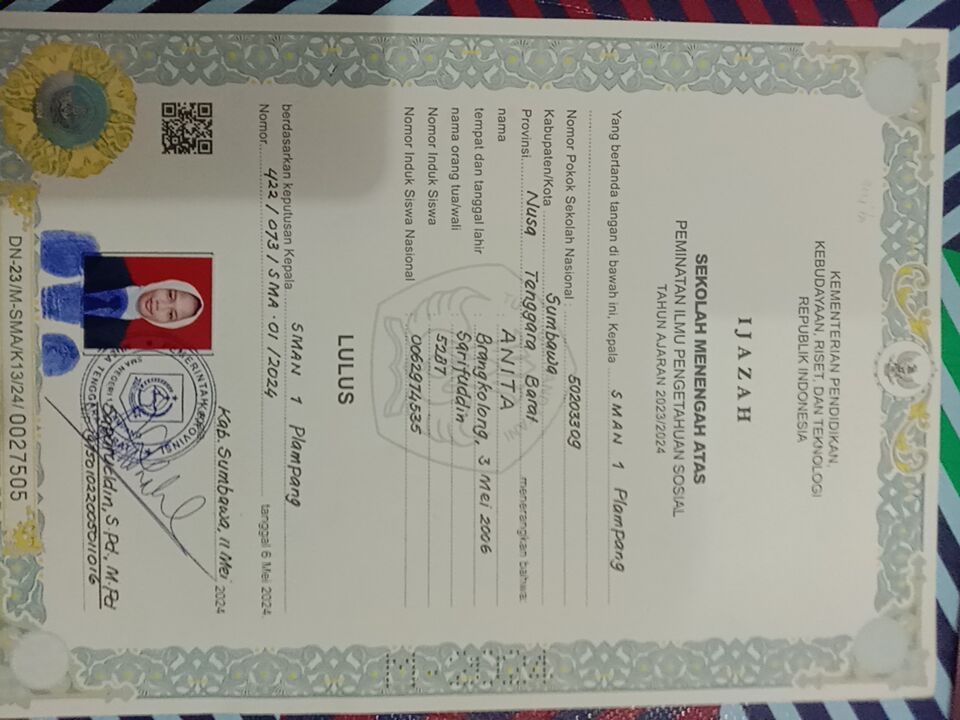 KEMENTERIAN PENDIDIKAN,
KEBUDAYAAN, RISET, DAN TEKNOLOGI
REPUBLIK INDONESIA
IJAZAH
SEKOLAH MENENGAH ATAS
PEMINATAN ILMU PENGETAHUAN SOSIAL
TAHUN AJARAN 2023/2024
Yang bertanda tangan di bawah ini, Kepala SMAN 1 Plampang
Nomor Pokok Sekolah Nasional : 50203309
Kabupaten/Kota Sumbawa
Provinsi Nusa Tenggara Barat menerangkan bahwa:
nama ANITA
tempat dan tanggal lahir Brangkolong, 3 Mei 2006
nama orang tua/wali Sarifuddin
Nomor Induk Siswa 5287
Nomor Induk Siswa Nasional 0062974535
LULUS
berdasarkan keputusan Kepala SMAN 1 Plampang
Nomor 422 / 073 / SMA · 01 / 2024 tanggal 6 Mei 2024.
Kab. Sumbawa, 11 Mei 2024
S.Pd., M.Pd
DN-23/M-SMA/K13/24/0027505